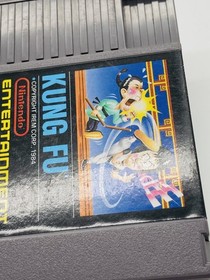 KUNG FU
©COPYRIGHT IREM CORP. 1984
Nintendo
ENTERTAINMENT